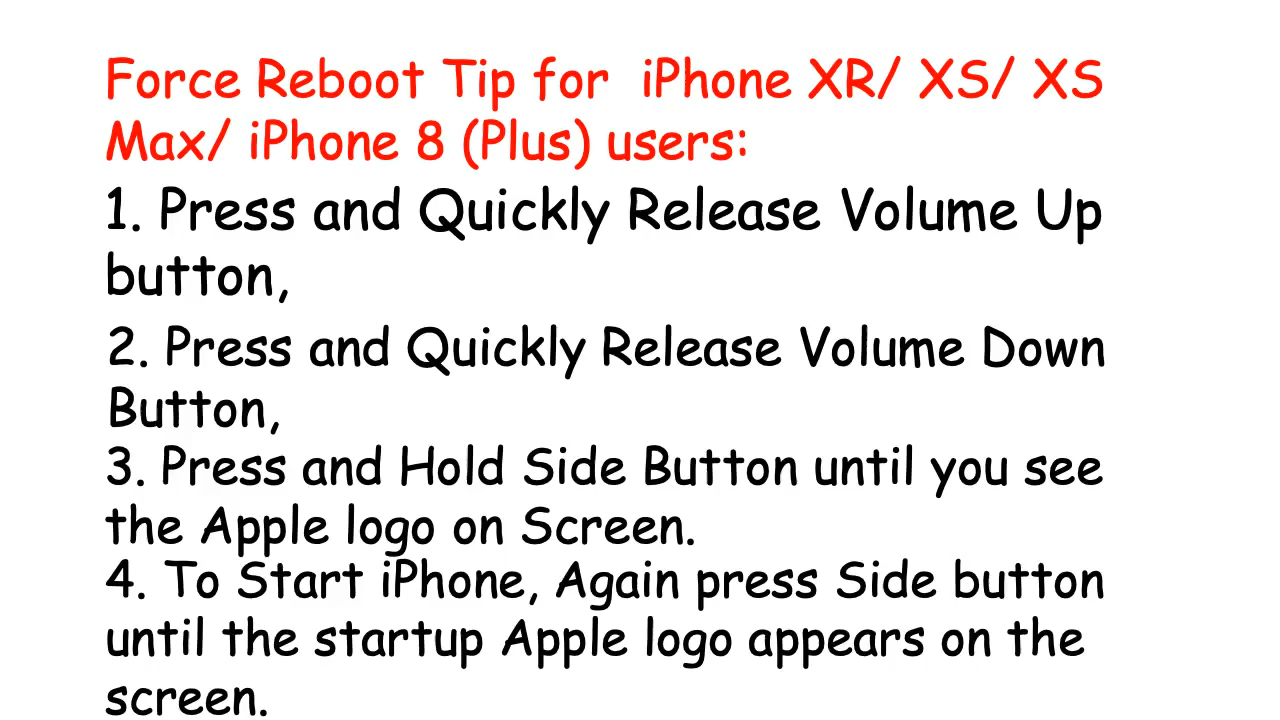 Force Reboot Tip for iPhone XR/ XS/ XS
Max/ iPhone 8 (Plus) users:
1. Press and Quickly Release Volume Up
button,
2. Press and Quickly Release Volume Down
Button,
3. Press and Hold Side Button until you see
the Apple logo on Screen.
4. To Start iPhone, Again press Side button
until the startup Apple logo appears on the
screen.